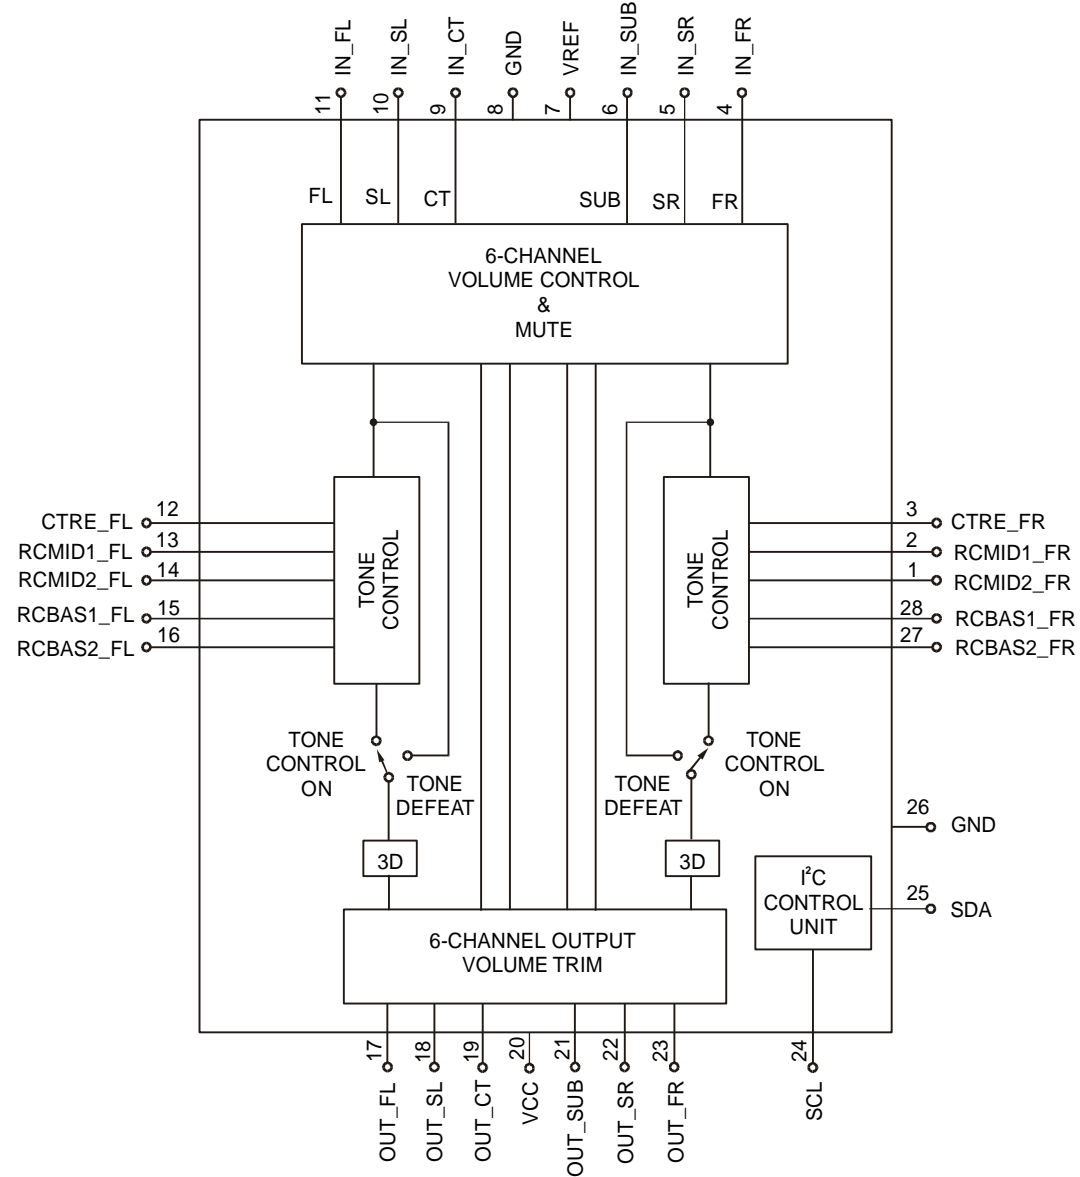 IN_FL
IN_SL
IN_CT
GND
VREF
IN_SUB
IN_SR
IN_FR
11
10
9
8
7
6
5
4
FL
SL
CT
SUB
SR
FR
6-CHANNEL
VOLUME CONTROL
&
MUTE
CTRE_FL
12
RCMID1_FL
13
RCMID2_FL
14
RCBAS1_FL
15
RCBAS2_FL
16
TONE
CONTROL
TONE
CONTROL
3
CTRE_FR
2
RCMID1_FR
1
RCMID2_FR
28
RCBAS1_FR
27
RCBAS2_FR
TONE
CONTROL
ON
TONE
DEFEAT
TONE
DEFEAT
TONE
CONTROL
ON
3D
3D
26
GND
I²C
CONTROL
UNIT
25
SDA
6-CHANNEL OUTPUT
VOLUME TRIM
17
18
19
20
21
22
23
24
OUT_FL
OUT_SL
OUT_CT
VCC
OUT_SUB
OUT_SR
OUT_FR
SCL